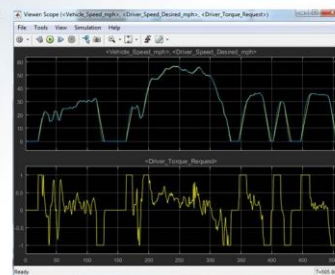 Viewer: Scope (<Vehicle_Speed_mph>, <Driver_Speed_Desired_mph>, <Driver_Torque_Request>)
File Tools View Simulation Help
<Vehicle_Speed_mph>, <Driver_Speed_Desired_mph>
60
50
40
30
20
10
0
<Driver_Torque_Request>
1
0.5
0
-0.5
-1
0 50 100 150 200 250 300 350 400 450
Ready